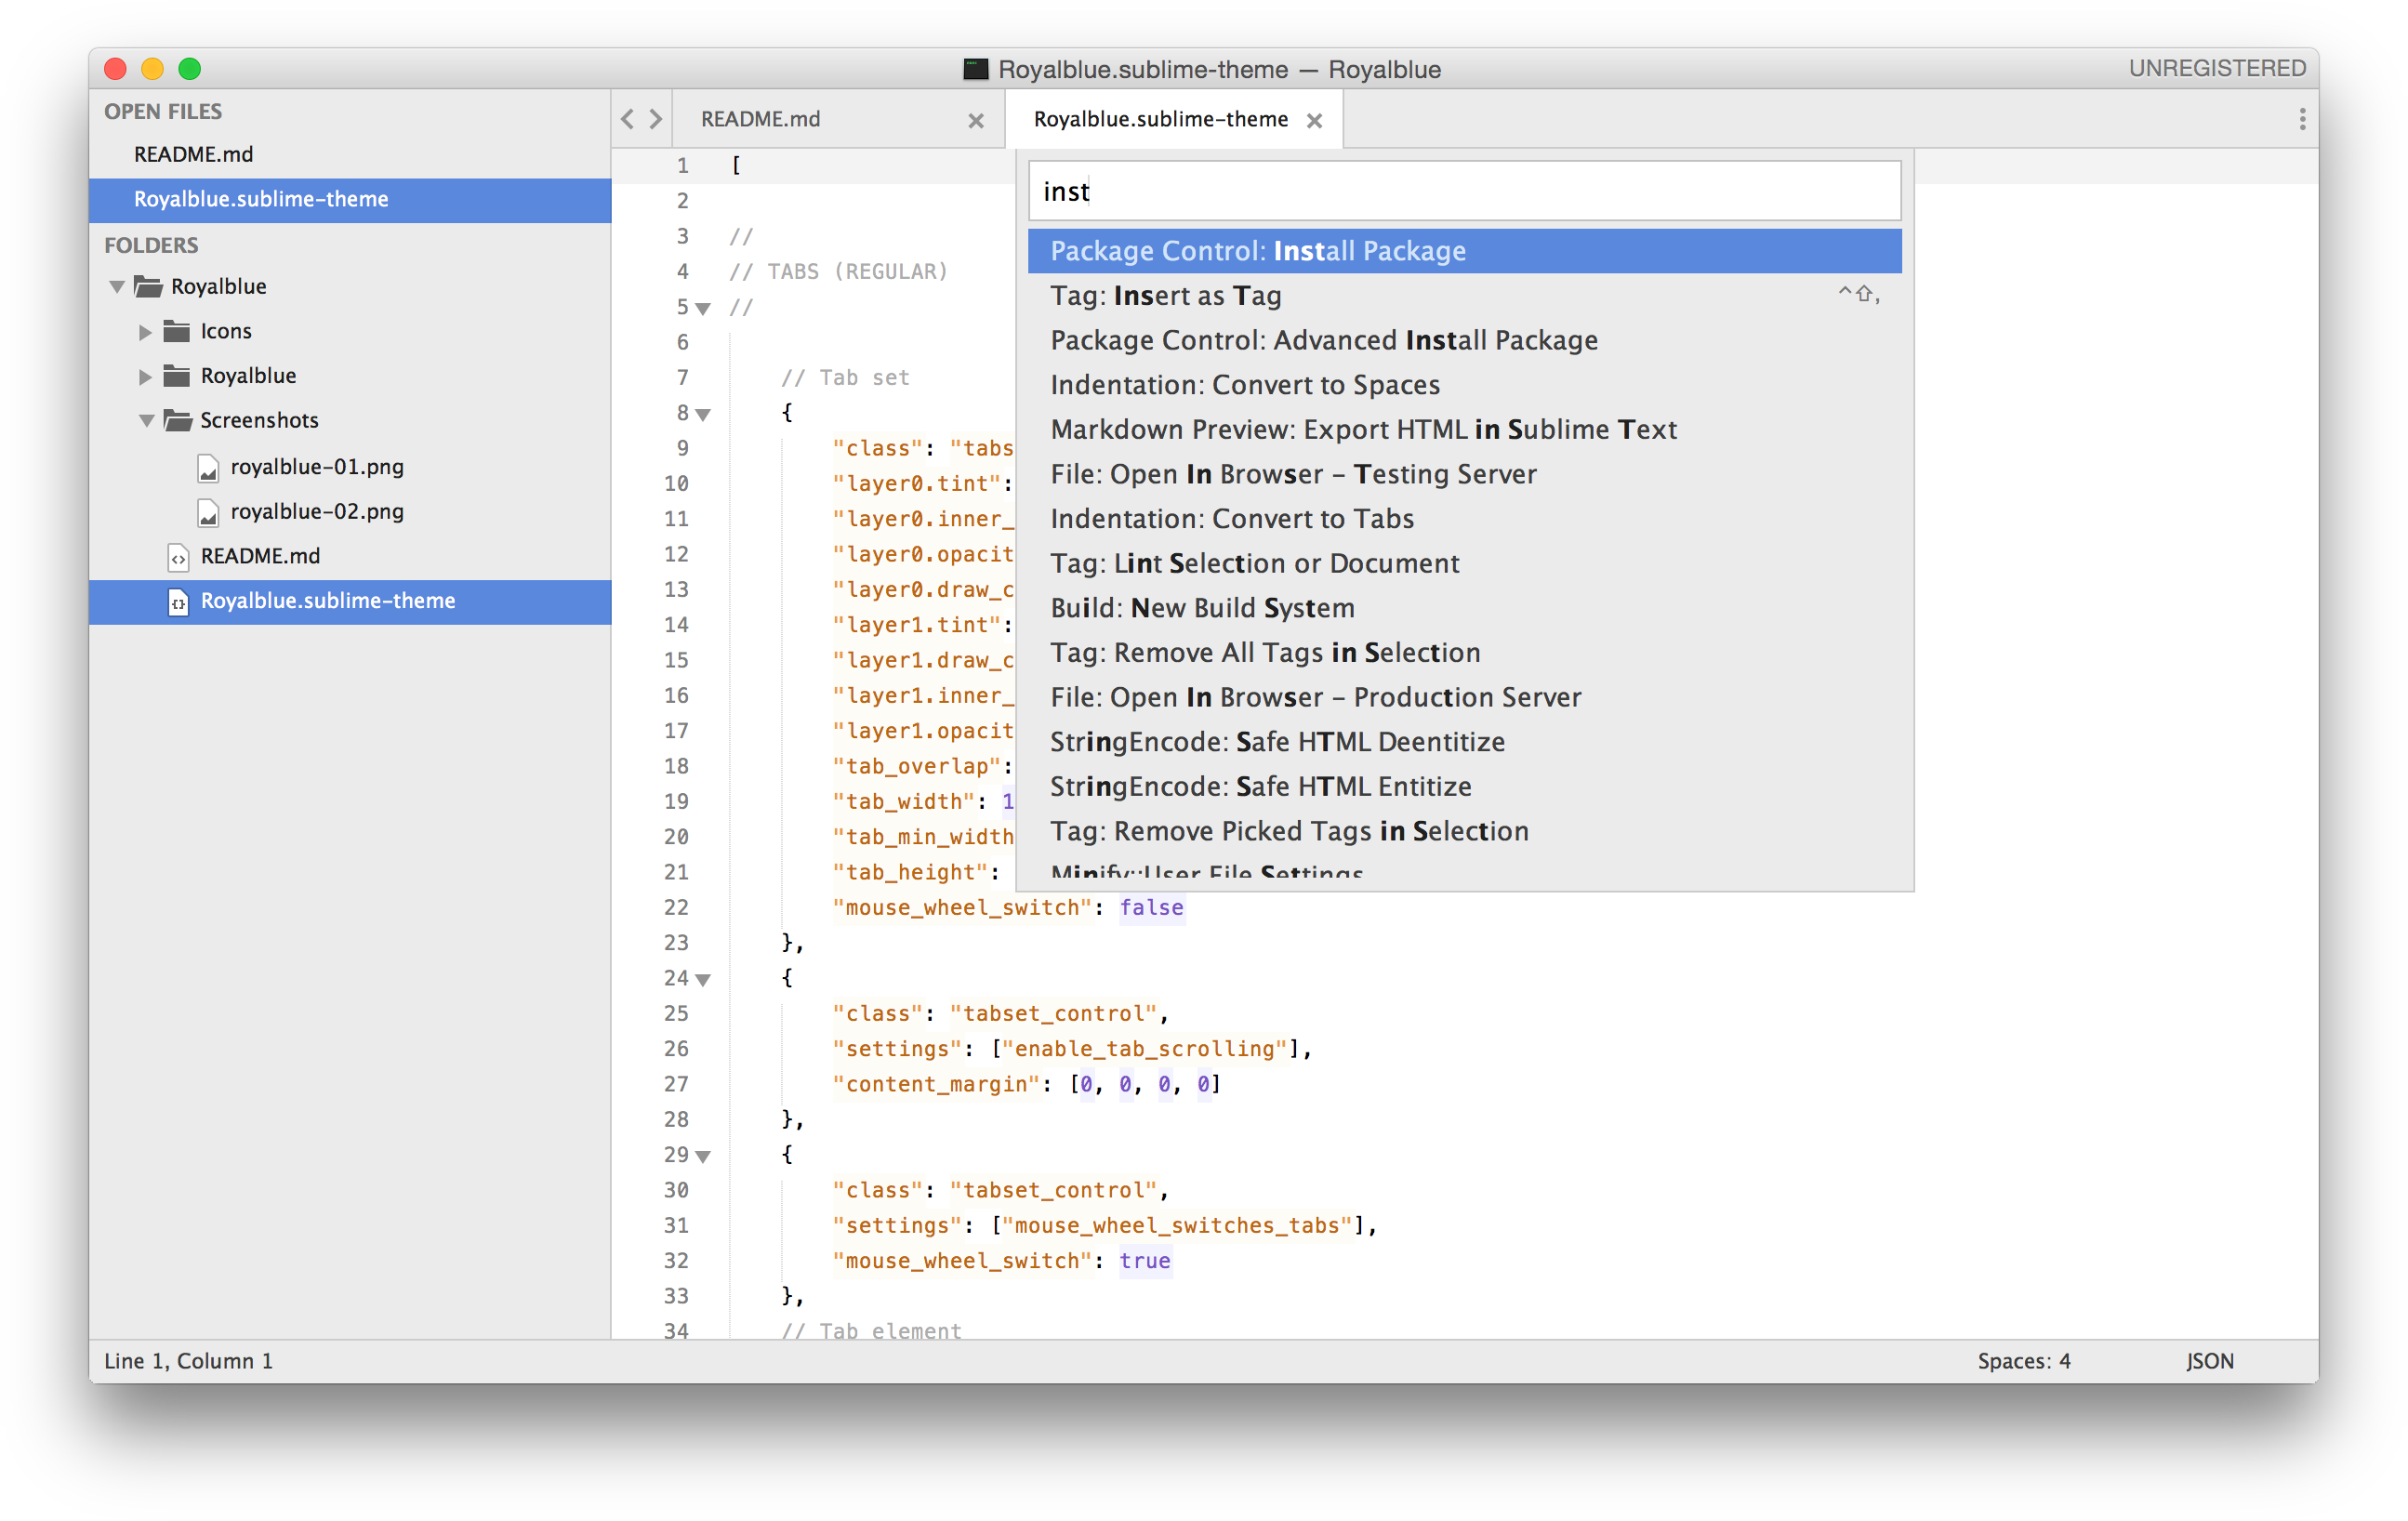 Royalblue.sublime-theme — Royalblue
UNREGISTERED
OPEN FILES
README.md
Royalblue.sublime-theme
FOLDERS
Royalblue
Icons
Royalblue
Screenshots
royalblue-01.png
royalblue-02.png
README.md
Royalblue.sublime-theme
README.md
Royalblue.sublime-theme
1 [
2
3 //
4 // TABS (REGULAR)
5 //
6
7 // Tab set
8 {
9 "class": "tabs
10 "layer0.tint":
11 "layer0.inner_
12 "layer0.opacit
13 "layer0.draw_c
14 "layer1.tint":
15 "layer1.draw_c
16 "layer1.inner_
17 "layer1.opacit
18 "tab_overlap":
19 "tab_width": 1
20 "tab_min_width
21 "tab_height":
22 "mouse_wheel_switch": false
23 },
24 {
25 "class": "tabset_control",
26 "settings": ["enable_tab_scrolling"],
27 "content_margin": [0, 0, 0, 0]
28 },
29 {
30 "class": "tabset_control",
31 "settings": ["mouse_wheel_switches_tabs"],
32 "mouse_wheel_switch": true
33 },
34 // Tab element
inst
Package Control: Install Package
Tag: Insert as Tag ^⇧,
Package Control: Advanced Install Package
Indentation: Convert to Spaces
Markdown Preview: Export HTML in Sublime Text
File: Open In Browser – Testing Server
Indentation: Convert to Tabs
Tag: Lint Selection or Document
Build: New Build System
Tag: Remove All Tags in Selection
File: Open In Browser – Production Server
StringEncode: Safe HTML Deentitize
StringEncode: Safe HTML Entitize
Tag: Remove Picked Tags in Selection
Minify::User File Settings
Line 1, Column 1
Spaces: 4
JSON